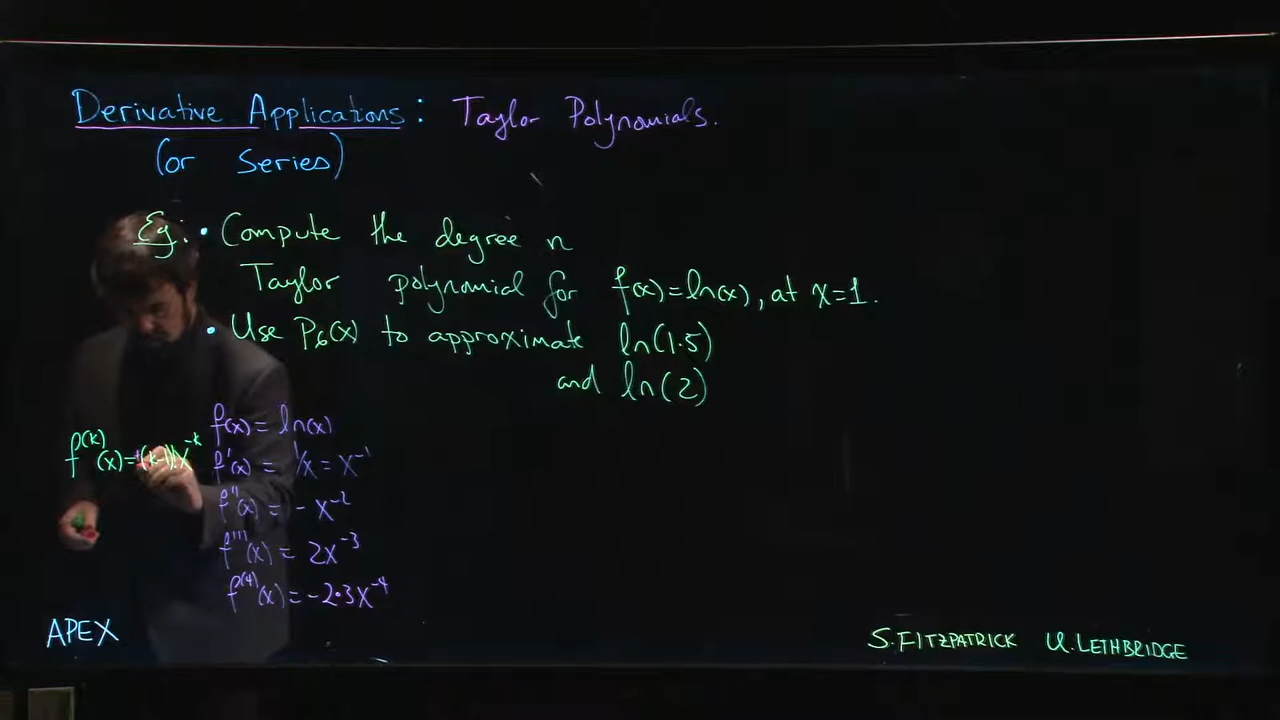 Derivative Applications: Taylor Polynomials.
(or Series)
Eg: • Compute the degree n
Taylor polynomial for f(x)=ln(x), at x=1.
• Use P₆(x) to approximate ln(1.5)
and ln(2)
f(x) = ln(x)
f'(x) = 1/x = x⁻¹
f''(x) = - x⁻²
f'''(x) = 2x⁻³
f⁽⁴⁾(x) = -2·3x⁻⁴
f⁽ᵏ⁾(x)=(k-1)!x⁻ᵏ
APEX
S. FITZPATRICK U. LETHBRIDGE